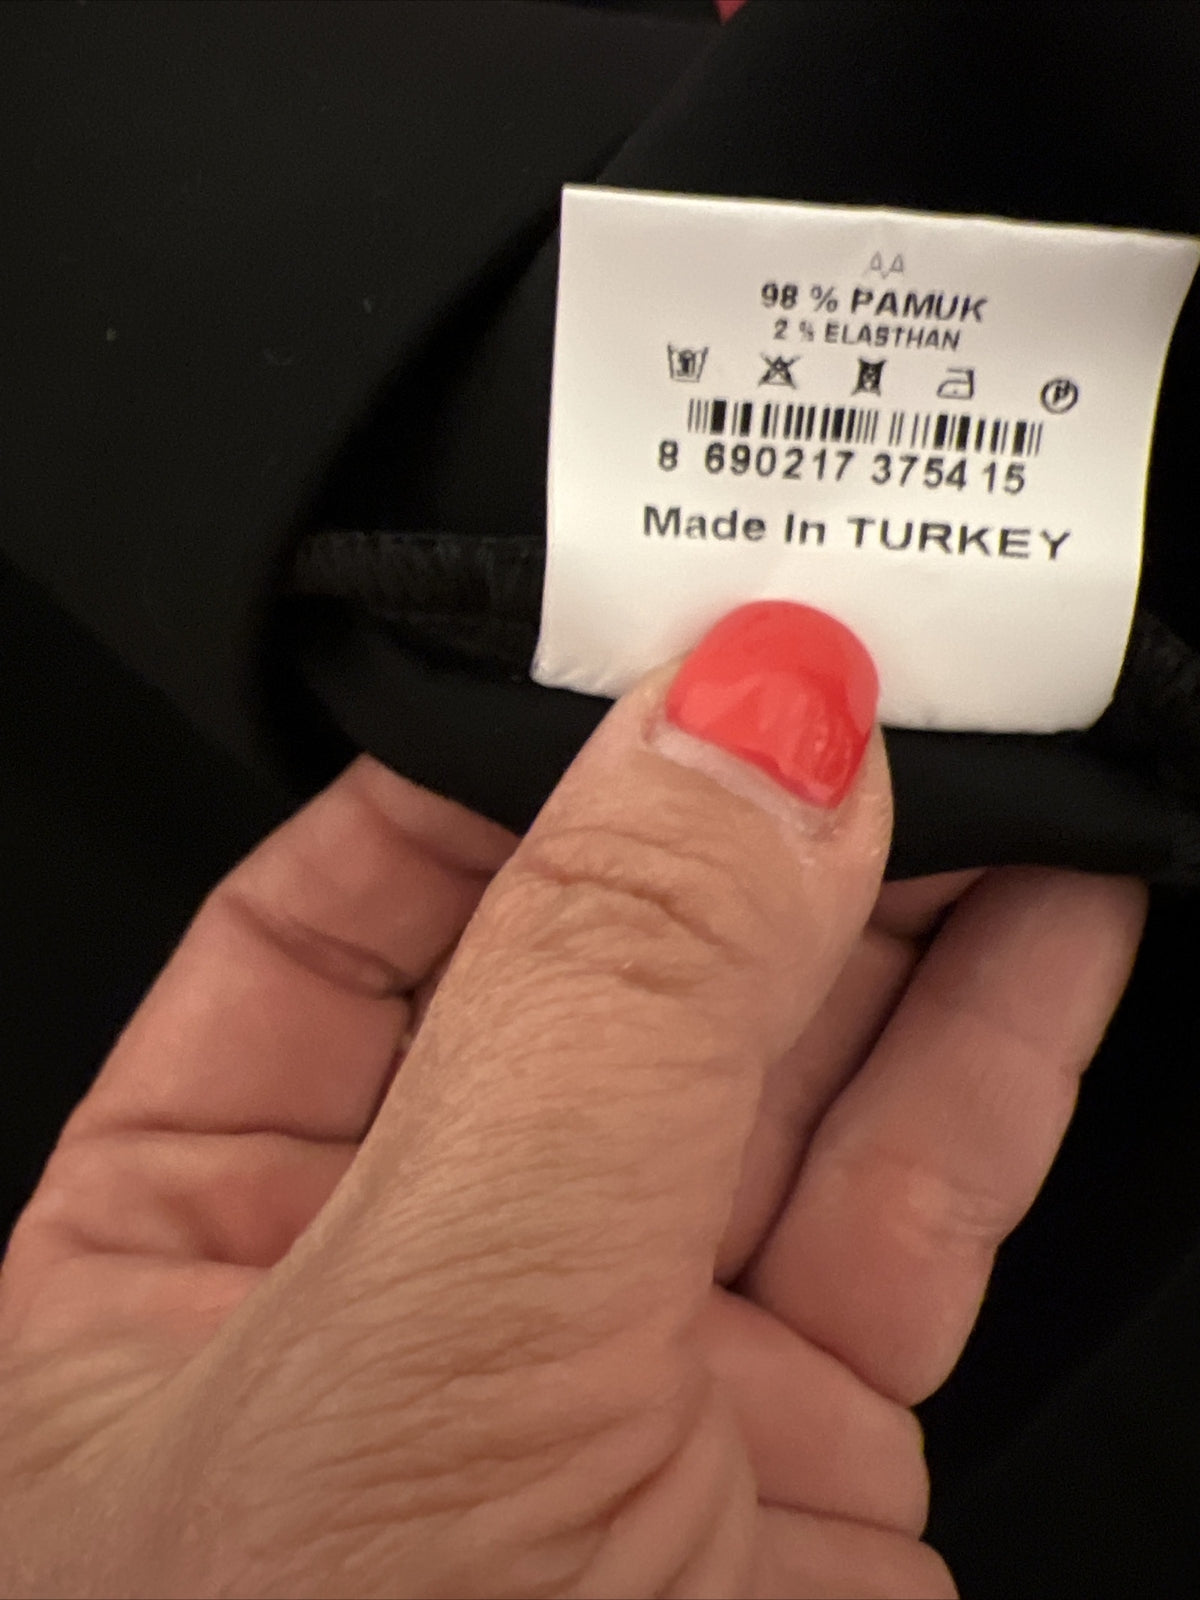 98 % PAMUK
2 % ELASTHAN
8 690217 375415
Made In TURKEY